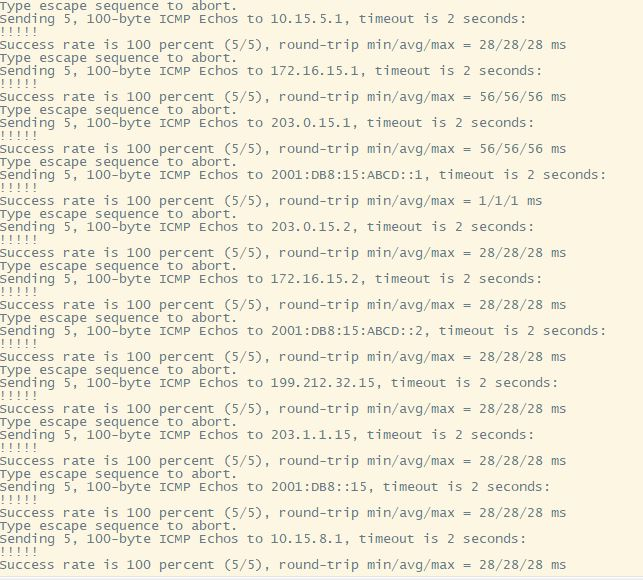 Type escape sequence to abort.
Sending 5, 100-byte ICMP Echos to 10.15.5.1, timeout is 2 seconds:
!!!!!
Success rate is 100 percent (5/5), round-trip min/avg/max = 28/28/28 ms
Type escape sequence to abort.
Sending 5, 100-byte ICMP Echos to 172.16.15.1, timeout is 2 seconds:
!!!!!
Success rate is 100 percent (5/5), round-trip min/avg/max = 56/56/56 ms
Type escape sequence to abort.
Sending 5, 100-byte ICMP Echos to 203.0.15.1, timeout is 2 seconds:
!!!!!
Success rate is 100 percent (5/5), round-trip min/avg/max = 56/56/56 ms
Type escape sequence to abort.
Sending 5, 100-byte ICMP Echos to 2001:DB8:15:ABCD::1, timeout is 2 seconds:
!!!!!
Success rate is 100 percent (5/5), round-trip min/avg/max = 1/1/1 ms
Type escape sequence to abort.
Sending 5, 100-byte ICMP Echos to 203.0.15.2, timeout is 2 seconds:
!!!!!
Success rate is 100 percent (5/5), round-trip min/avg/max = 28/28/28 ms
Type escape sequence to abort.
Sending 5, 100-byte ICMP Echos to 172.16.15.2, timeout is 2 seconds:
!!!!!
Success rate is 100 percent (5/5), round-trip min/avg/max = 28/28/28 ms
Type escape sequence to abort.
Sending 5, 100-byte ICMP Echos to 2001:DB8:15:ABCD::2, timeout is 2 seconds:
!!!!!
Success rate is 100 percent (5/5), round-trip min/avg/max = 28/28/28 ms
Type escape sequence to abort.
Sending 5, 100-byte ICMP Echos to 199.212.32.15, timeout is 2 seconds:
!!!!!
Success rate is 100 percent (5/5), round-trip min/avg/max = 28/28/28 ms
Type escape sequence to abort.
Sending 5, 100-byte ICMP Echos to 203.1.1.15, timeout is 2 seconds:
!!!!!
Success rate is 100 percent (5/5), round-trip min/avg/max = 28/28/28 ms
Type escape sequence to abort.
Sending 5, 100-byte ICMP Echos to 2001:DB8::15, timeout is 2 seconds:
!!!!!
Success rate is 100 percent (5/5), round-trip min/avg/max = 28/28/28 ms
Type escape sequence to abort.
Sending 5, 100-byte ICMP Echos to 10.15.8.1, timeout is 2 seconds:
!!!!!
Success rate is 100 percent (5/5), round-trip min/avg/max = 28/28/28 ms